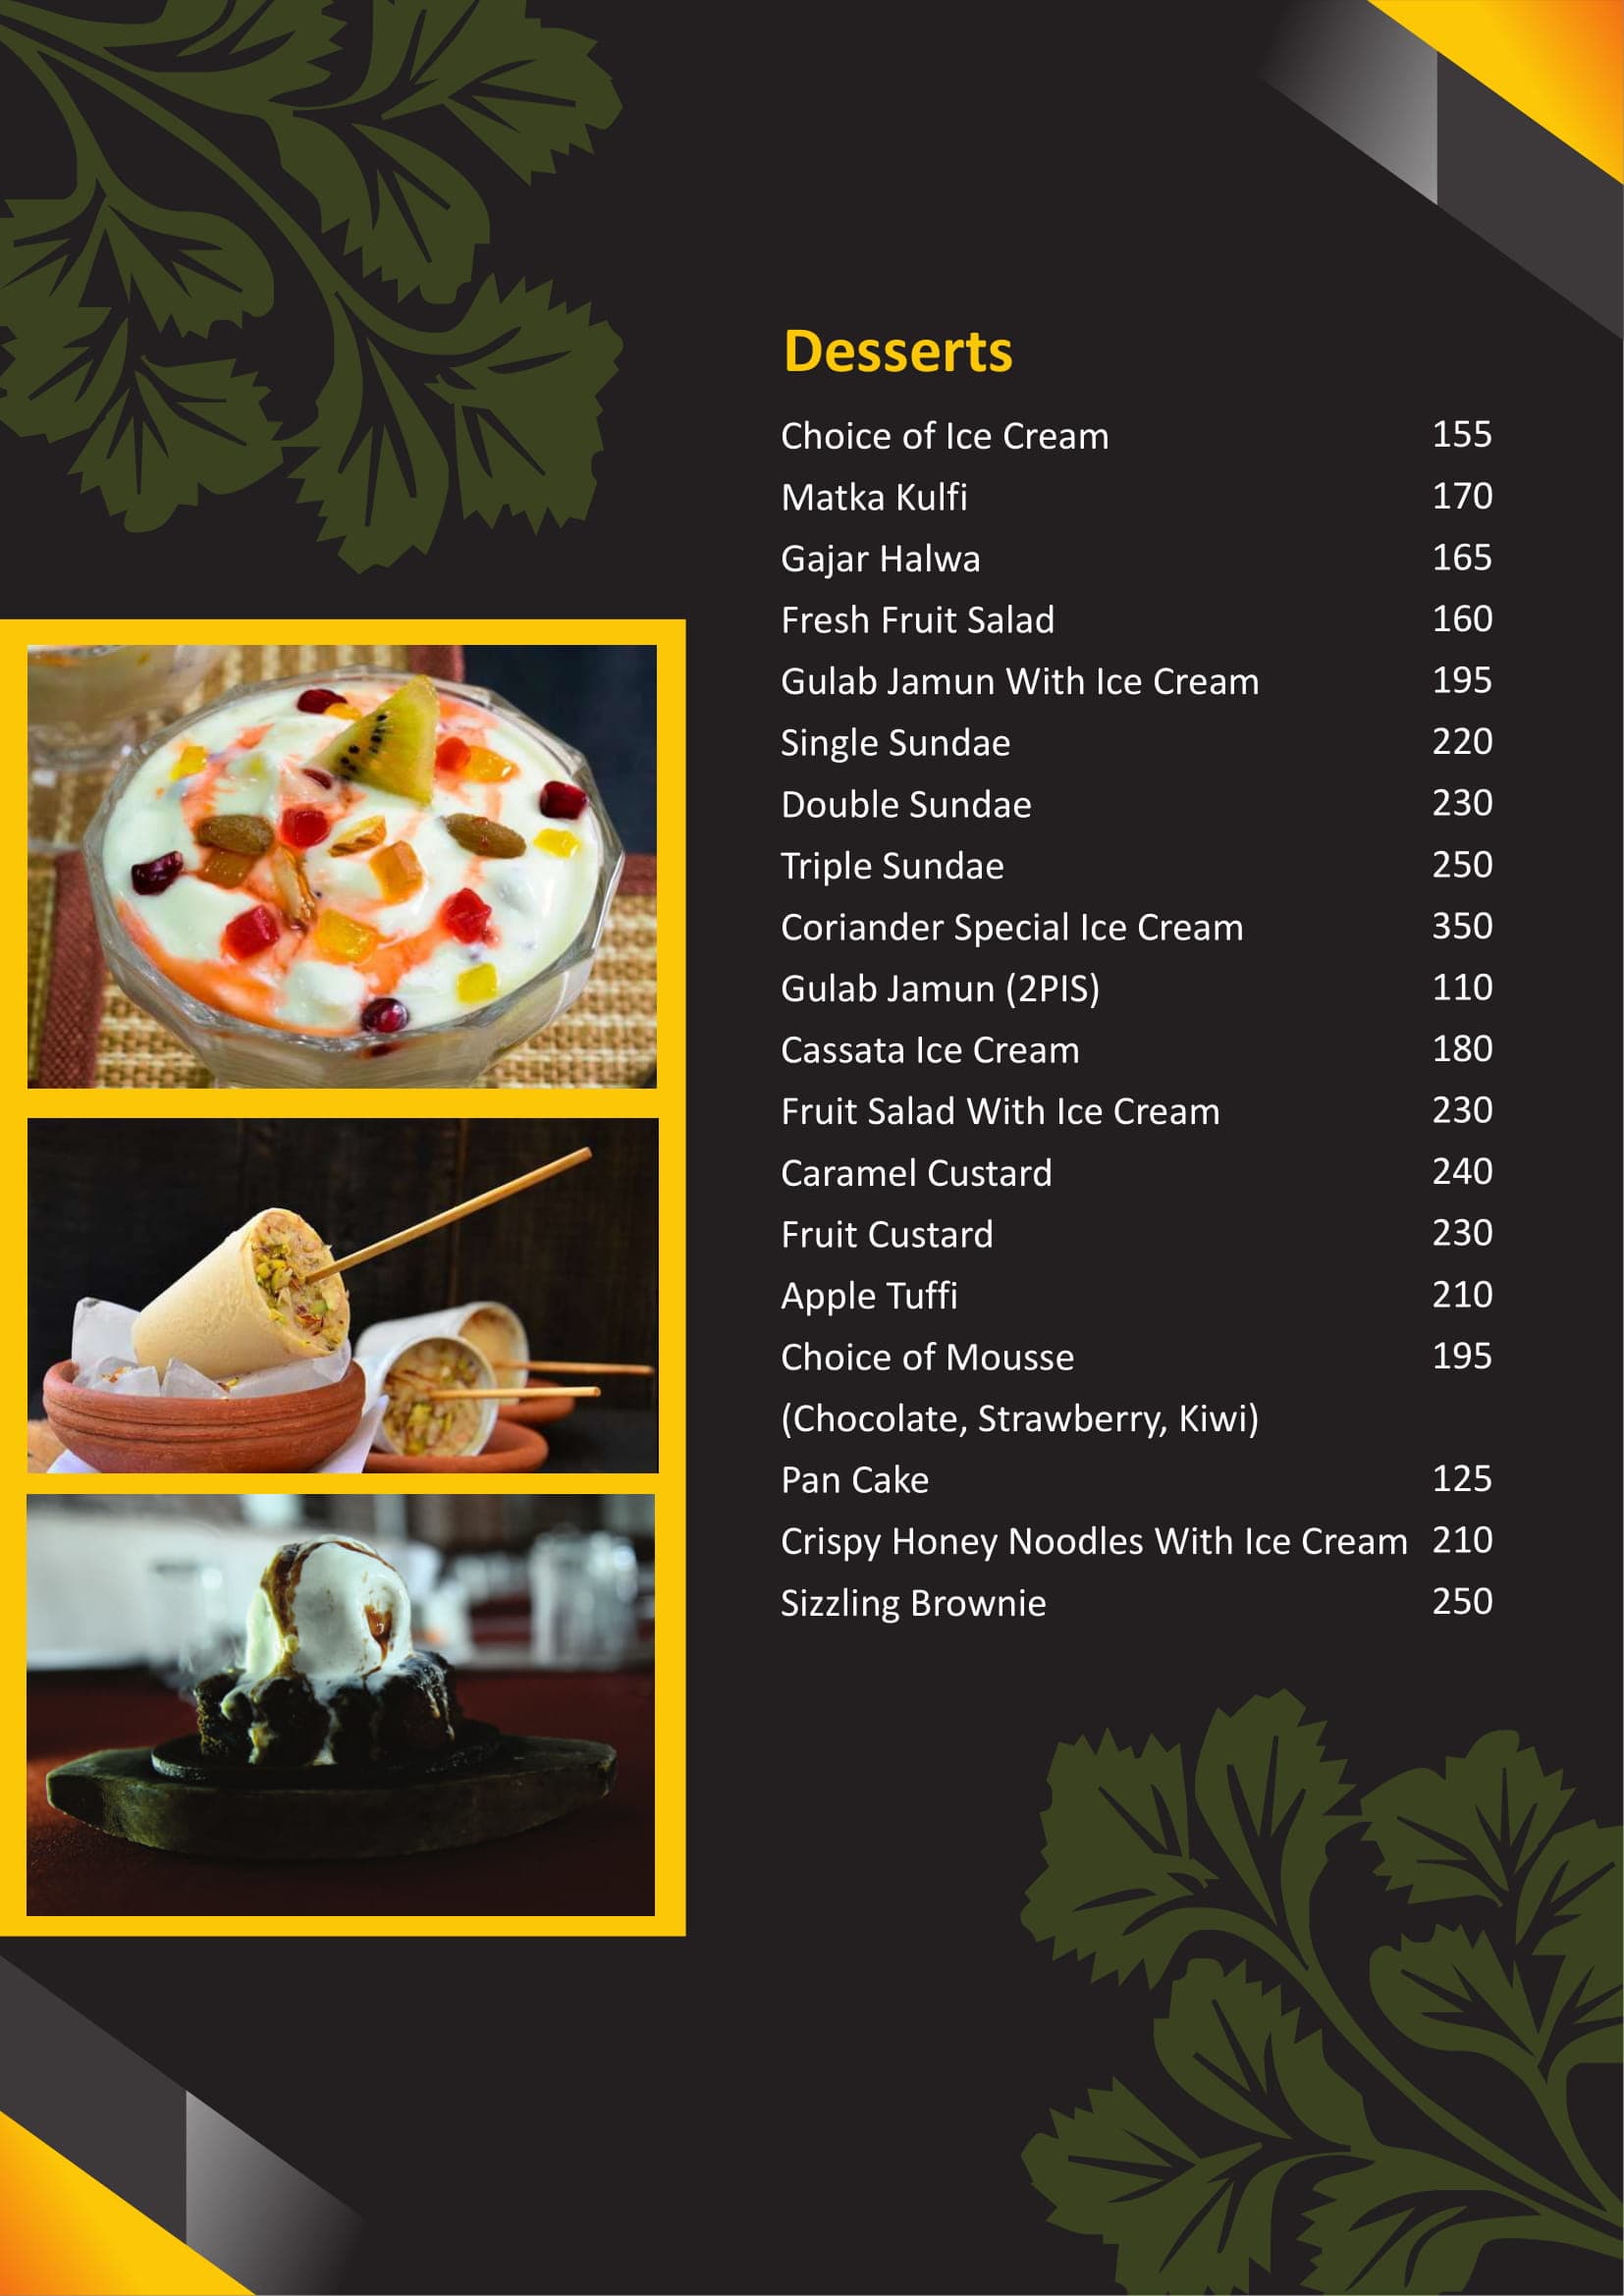 Desserts
Choice of Ice Cream 155
Matka Kulfi 170
Gajar Halwa 165
Fresh Fruit Salad 160
Gulab Jamun With Ice Cream 195
Single Sundae 220
Double Sundae 230
Triple Sundae 250
Coriander Special Ice Cream 350
Gulab Jamun (2PIS) 110
Cassata Ice Cream 180
Fruit Salad With Ice Cream 230
Caramel Custard 240
Fruit Custard 230
Apple Tuffi 210
Choice of Mousse 195
(Chocolate, Strawberry, Kiwi)
Pan Cake 125
Crispy Honey Noodles With Ice Cream 210
Sizzling Brownie 250